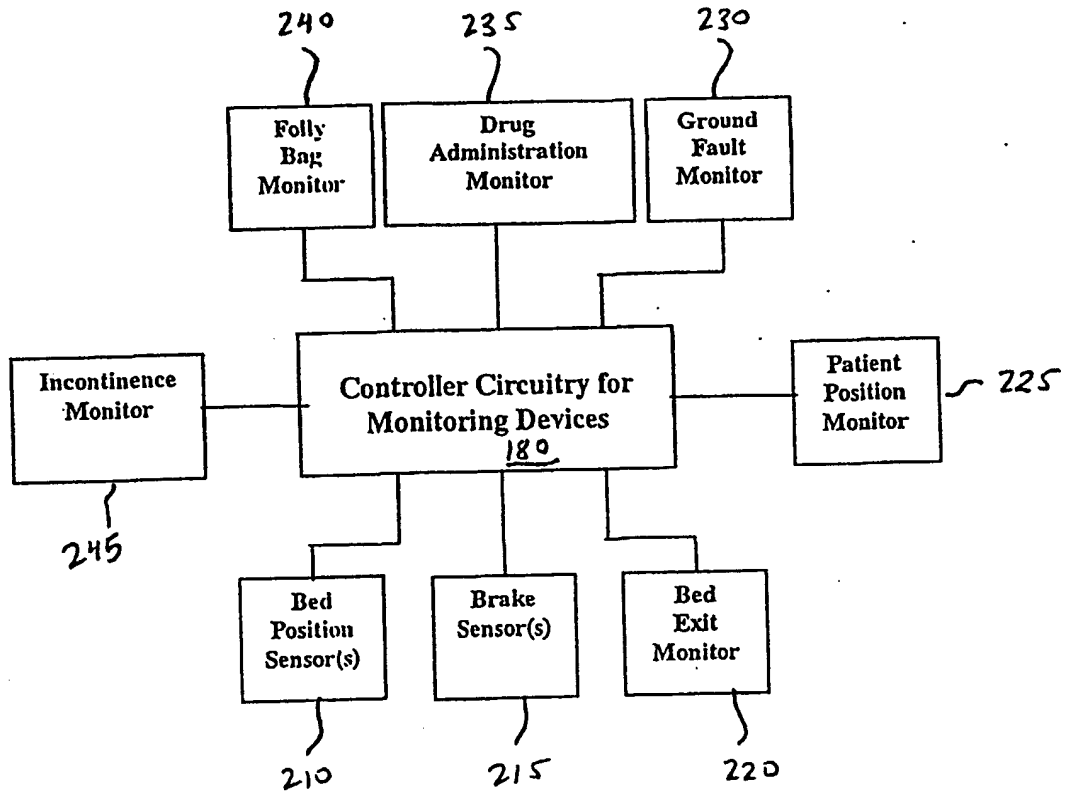 240
235
230
Folly
Bag
Monitor
Drug
Administration
Monitor
Ground
Fault
Monitor
Incontinence
Monitor
Controller Circuitry for
Monitoring Devices
180
Patient
Position
Monitor
225
245
Bed
Position
Sensor(s)
Brake
Sensor(s)
Bed
Exit
Monitor
210
215
220